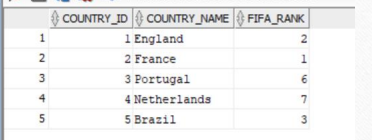 COUNTRY_ID COUNTRY_NAME FIFA_RANK
1 1 England 2
2 2 France 1
3 3 Portugal 6
4 4 Netherlands 7
5 5 Brazil 3